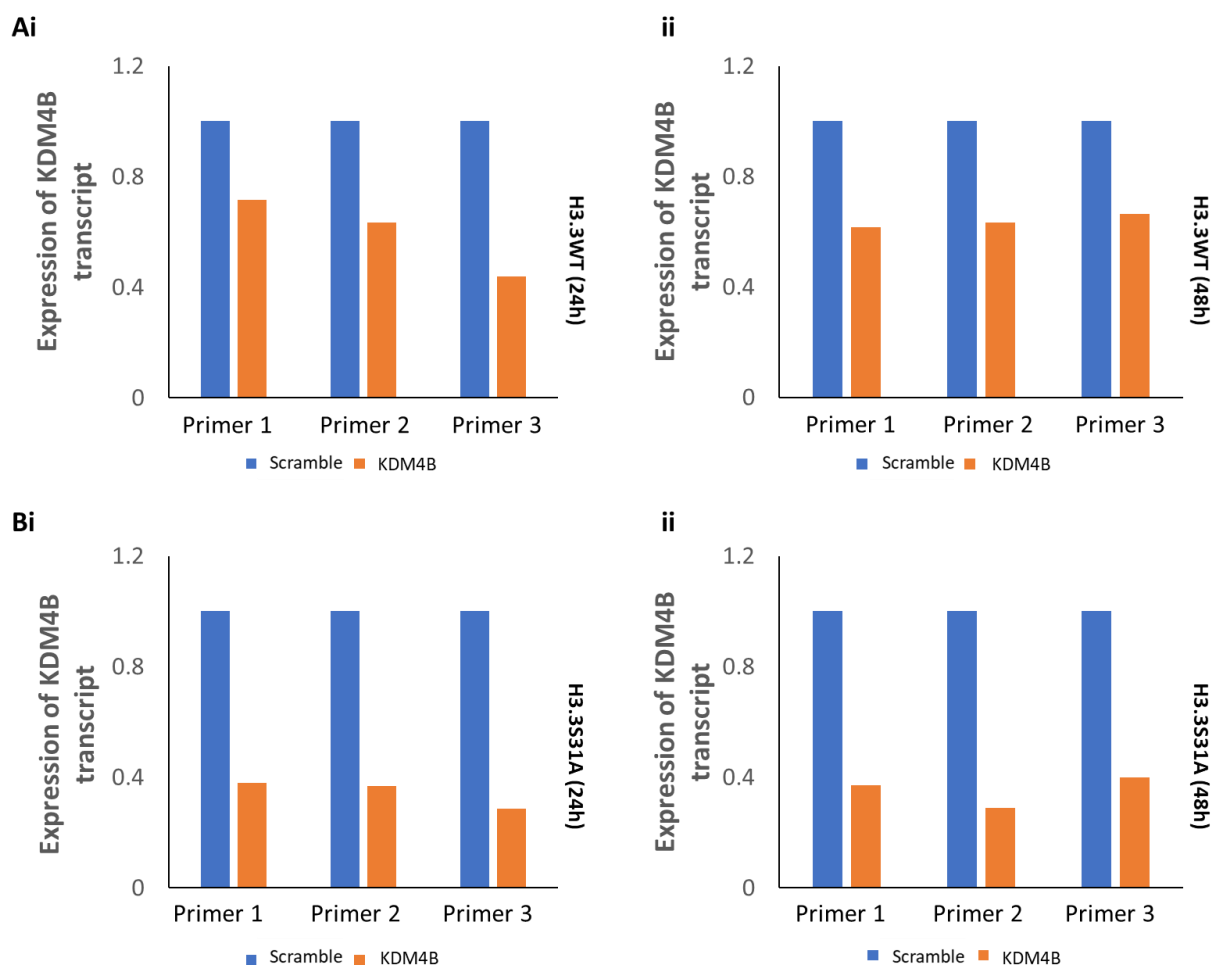 Ai
Expression of KDM4B
transcript
1.2
0.8
0.4
0
Primer 1 Primer 2 Primer 3
Scramble KDM4B
H3.3WT (24h)
ii
Expression of KDM4B
transcript
1.2
0.8
0.4
0
Primer 1 Primer 2 Primer 3
Scramble KDM4B
H3.3WT (48h)
Bi
Expression of KDM4B
transcript
1.2
0.8
0.4
0
Primer 1 Primer 2 Primer 3
Scramble KDM4B
H3.3S31A (24h)
ii
Expression of KDM4B
transcript
1.2
0.8
0.4
0
Primer 1 Primer 2 Primer 3
Scramble KDM4B
H3.3S31A (48h)